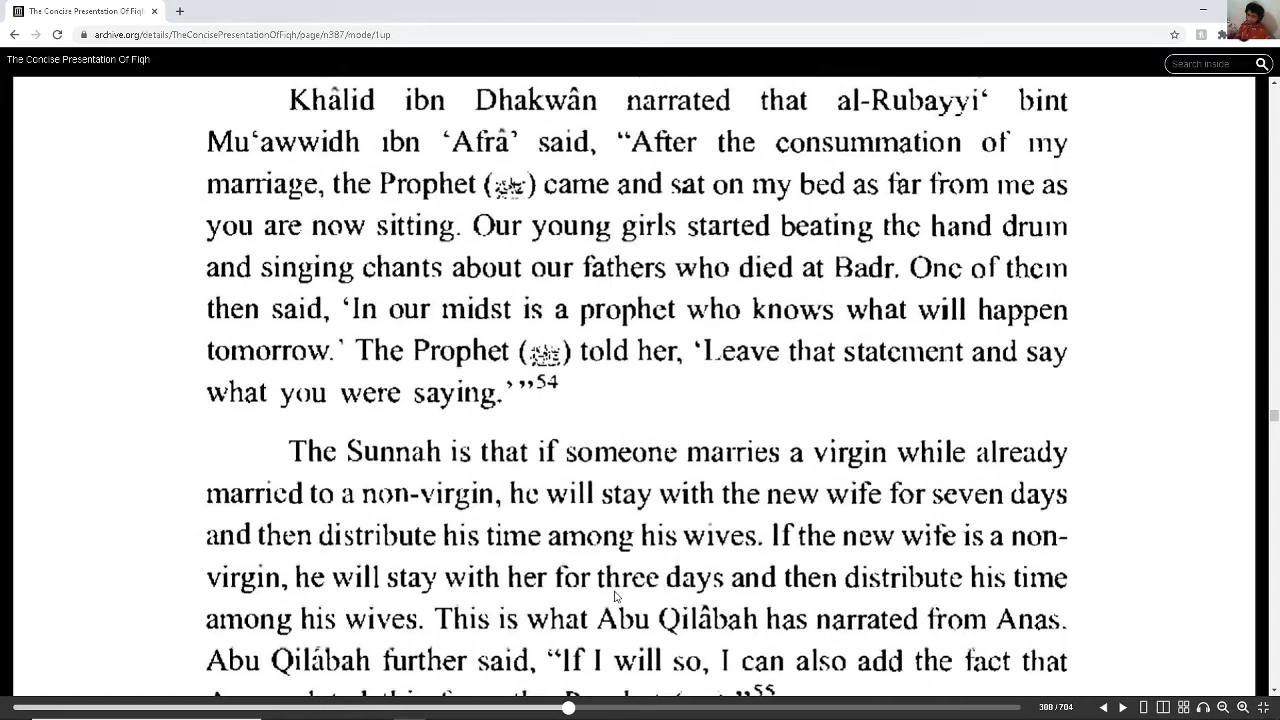 The Concise Presentation Of Fiqh
archive.org/details/TheConcisePresentationOfFiqh/page/n387/mode/1up
The Concise Presentation Of Fiqh
Search inside
Khâlid ibn Dhakwân narrated that al-Rubayyi‘ bint
Mu‘awwidh ibn ‘Afrâ’ said, “After the consummation of my
marriage, the Prophet (ﷺ) came and sat on my bed as far from me as
you are now sitting. Our young girls started beating the hand drum
and singing chants about our fathers who died at Badr. One of them
then said, ‘In our midst is a prophet who knows what will happen
tomorrow.’ The Prophet (ﷺ) told her, ‘Leave that statement and say
what you were saying.’”54
The Sunnah is that if someone marries a virgin while already
married to a non-virgin, he will stay with the new wife for seven days
and then distribute his time among his wives. If the new wife is a non-
virgin, he will stay with her for three days and then distribute his time
among his wives. This is what Abu Qilâbah has narrated from Anas.
Abu Qilâbah further said, “If I will so, I can also add the fact that
55
388 / 704